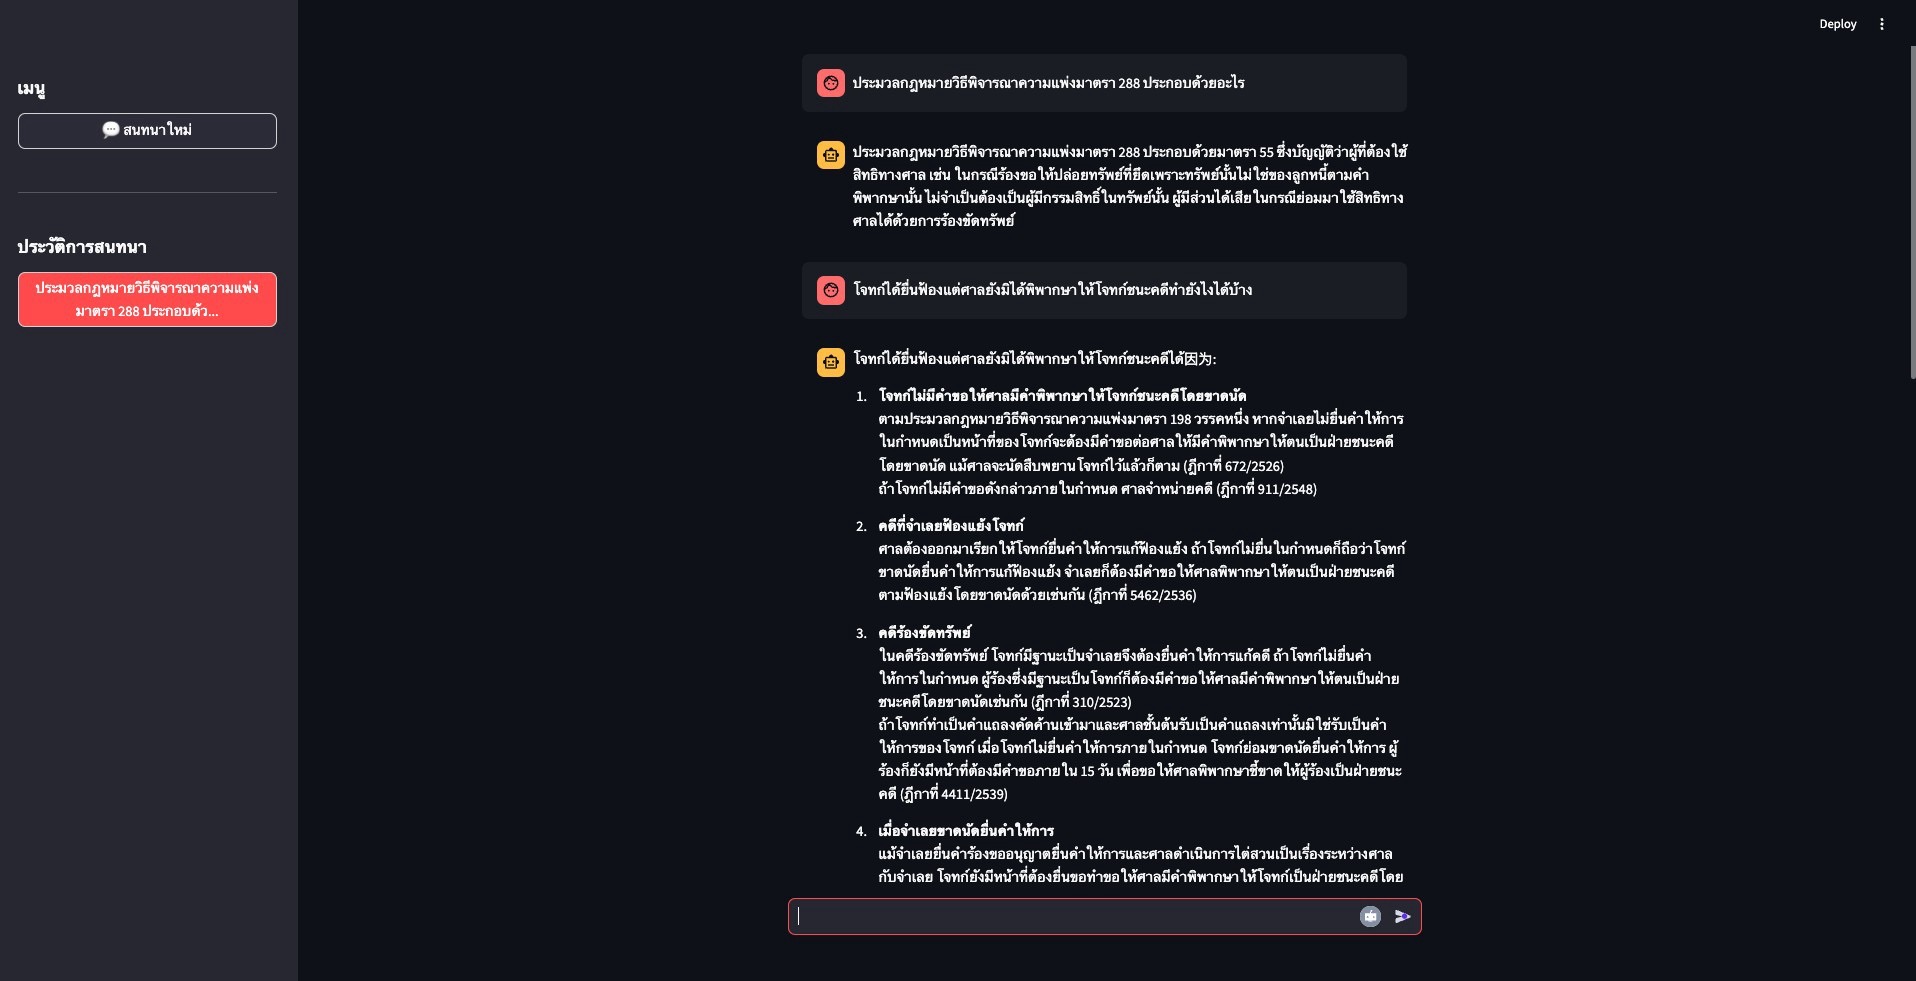 Deploy
เมนู
💬 สนทนาใหม่
ประวัติการสนทนา
ประมวลกฎหมายวิธีพิจารณาความแพ่ง
มาตรา 288 ประกอบด้ว...
ประมวลกฎหมายวิธีพิจารณาความแพ่งมาตรา 288 ประกอบด้วยอะไร
ประมวลกฎหมายวิธีพิจารณาความแพ่งมาตรา 288 ประกอบด้วยมาตรา 55 ซึ่งบัญญัติว่าผู้ที่ต้องใช้
สิทธิทางศาล เช่น ในกรณีร้องขอให้ปล่อยทรัพย์ที่ยึดเพราะทรัพย์นั้นไม่ใช่ของลูกหนี้ตามคำ
พิพากษานั้น ไม่จำเป็นต้องเป็นผู้มีกรรมสิทธิ์ในทรัพย์นั้น ผู้มีส่วนได้เสียในกรณีย่อมมาใช้สิทธิทาง
ศาลได้ด้วยการร้องขัดทรัพย์
โจทก์ได้ยื่นฟ้องแต่ศาลยังมิได้พิพากษาให้โจทก์ชนะคดีทำยังไงได้บ้าง
โจทก์ได้ยื่นฟ้องแต่ศาลยังมิได้พิพากษาให้โจทก์ชนะคดีได้因为:
1. โจทก์ไม่มีคำขอให้ศาลมีคำพิพากษาให้โจทก์ชนะคดีโดยขาดนัด
ตามประมวลกฎหมายวิธีพิจารณาความแพ่งมาตรา 198 วรรคหนึ่ง หากจำเลยไม่ยื่นคำให้การ
ในกำหนดเป็นหน้าที่ของโจทก์จะต้องมีคำขอต่อศาลให้มีคำพิพากษาให้ตนเป็นฝ่ายชนะคดี
โดยขาดนัด แม้ศาลจะนัดสืบพยานโจทก์ไว้แล้วก็ตาม (ฎีกาที่ 672/2526)
ถ้าโจทก์ไม่มีคำขอดังกล่าวภายในกำหนด ศาลจำหน่ายคดี (ฎีกาที่ 911/2548)
2. คดีที่จำเลยฟ้องแย้งโจทก์
ศาลต้องออกมาเรียกให้โจทก์ยื่นคำให้การแก้ฟ้องแย้ง ถ้าโจทก์ไม่ยื่นในกำหนดก็ถือว่าโจทก์
ขาดนัดยื่นคำให้การแก้ฟ้องแย้ง จำเลยก็ต้องมีคำขอให้ศาลพิพากษาให้ตนเป็นฝ่ายชนะคดี
ตามฟ้องแย้งโดยขาดนัดด้วยเช่นกัน (ฎีกาที่ 5462/2536)
3. คดีร้องขัดทรัพย์
ในคดีร้องขัดทรัพย์ โจทก์มีฐานะเป็นจำเลยจึงต้องยื่นคำให้การแก้คดี ถ้าโจทก์ไม่ยื่นคำ
ให้การในกำหนด ผู้ร้องซึ่งมีฐานะเป็นโจทก์ก็ต้องมีคำขอให้ศาลมีคำพิพากษาให้ตนเป็นฝ่าย
ชนะคดีโดยขาดนัดเช่นกัน (ฎีกาที่ 310/2523)
ถ้าโจทก์ทำเป็นคำแถลงคัดค้านเข้ามาและศาลชั้นต้นรับเป็นคำแถลงเท่านั้นมิใช่รับเป็นคำ
ให้การของโจทก์ เมื่อโจทก์ไม่ยื่นคำให้การภายในกำหนด โจทก์ย่อมขาดนัดยื่นคำให้การ ผู้
ร้องก็ยังมีหน้าที่ต้องมีคำขอภายใน 15 วัน เพื่อขอให้ศาลพิพากษาชี้ขาดให้ผู้ร้องเป็นฝ่ายชนะ
คดี (ฎีกาที่ 4411/2539)
4. เมื่อจำเลยขาดนัดยื่นคำให้การ
แม้จำเลยยื่นคำร้องขออนุญาตยื่นคำให้การและศาลดำเนินการไต่สวนเป็นเรื่องระหว่างศาล
กับจำเลย โจทก์ยังมีหน้าที่ต้องยื่นขอทำขอให้ศาลมีคำพิพากษาให้โจทก์เป็นฝ่ายชนะคดีโดย